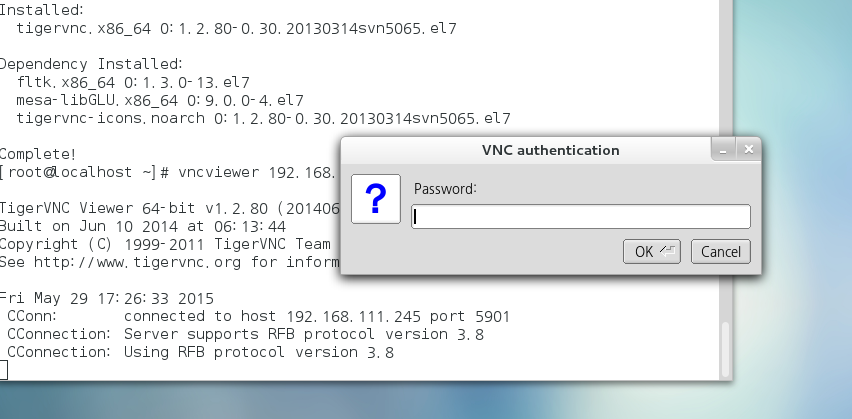 Installed:
tigervnc.x86_64 0:1.2.80-0.30.20130314svn5065.el7
Dependency Installed:
fltk.x86_64 0:1.3.0-13.el7
mesa-libGLU.x86_64 0:9.0.0-4.el7
tigervnc-icons.noarch 0:1.2.80-0.30.20130314svn5065.el7
Complete!
[root@localhost ~]# vncviewer 192.168.
TigerVNC Viewer 64-bit v1.2.80 (201406
Built on Jun 10 2014 at 06:13:44
Copyright (C) 1999-2011 TigerVNC Team
See http://www.tigervnc.org for inform
Fri May 29 17:26:33 2015
CConn: connected to host 192.168.111.245 port 5901
CConnection: Server supports RFB protocol version 3.8
CConnection: Using RFB protocol version 3.8
VNC authentication
?
Password:
OK
Cancel